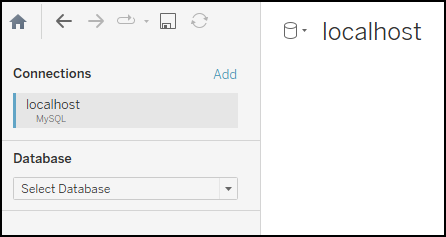 localhost
Connections Add
localhost
MySQL
Database
Select Database